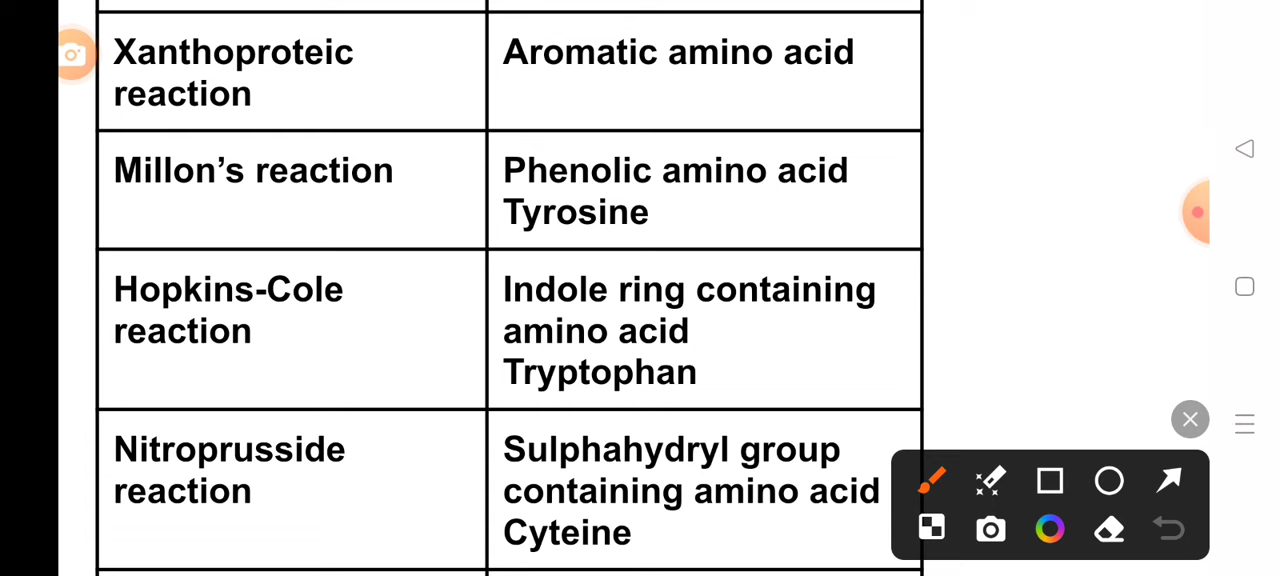 Xanthoproteic
reaction
Aromatic amino acid
Millon’s reaction
Phenolic amino acid
Tyrosine
Hopkins-Cole
reaction
Indole ring containing
amino acid
Tryptophan
Nitroprusside
reaction
Sulphahydryl group
containing amino acid
Cyteine